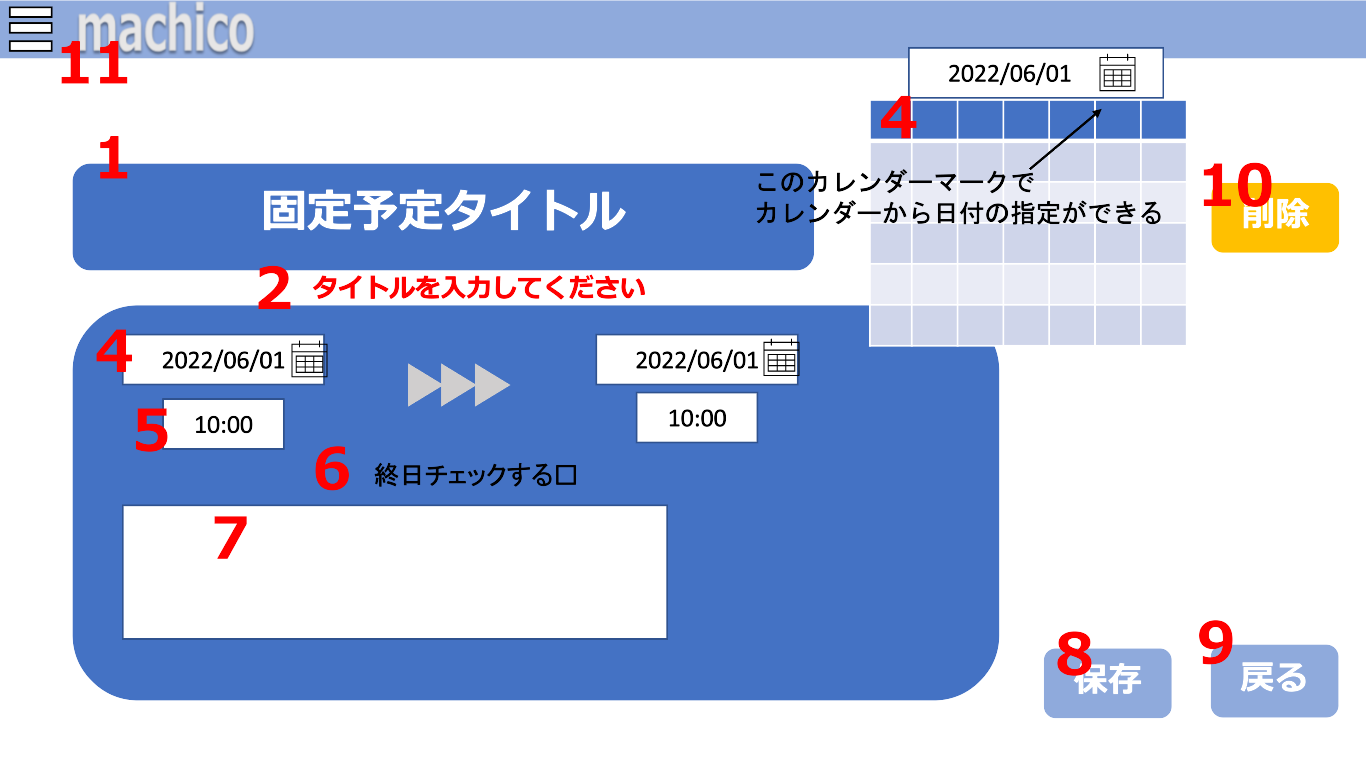 machico
11
2022/06/01
4
1
固定予定タイトル
このカレンダーマークで
カレンダーから日付の指定ができる
10
削除
2
タイトルを入力してください
4
2022/06/01
2022/06/01
5
10:00
10:00
6
終日チェックする□
7
8
保存
9
戻る